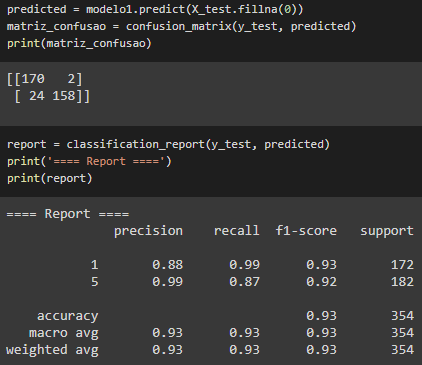 predicted = modelo1.predict(X_test.fillna(0))
matriz_confusao = confusion_matrix(y_test, predicted)
print(matriz_confusao)
[[170   2]
 [ 24 158]]
report = classification_report(y_test, predicted)
print('==== Report ====')
print(report)
==== Report ====
              precision    recall  f1-score   support
           1       0.88      0.99      0.93       172
           5       0.99      0.87      0.92       182
    accuracy                           0.93       354
   macro avg       0.93      0.93      0.93       354
weighted avg       0.93      0.93      0.93       354